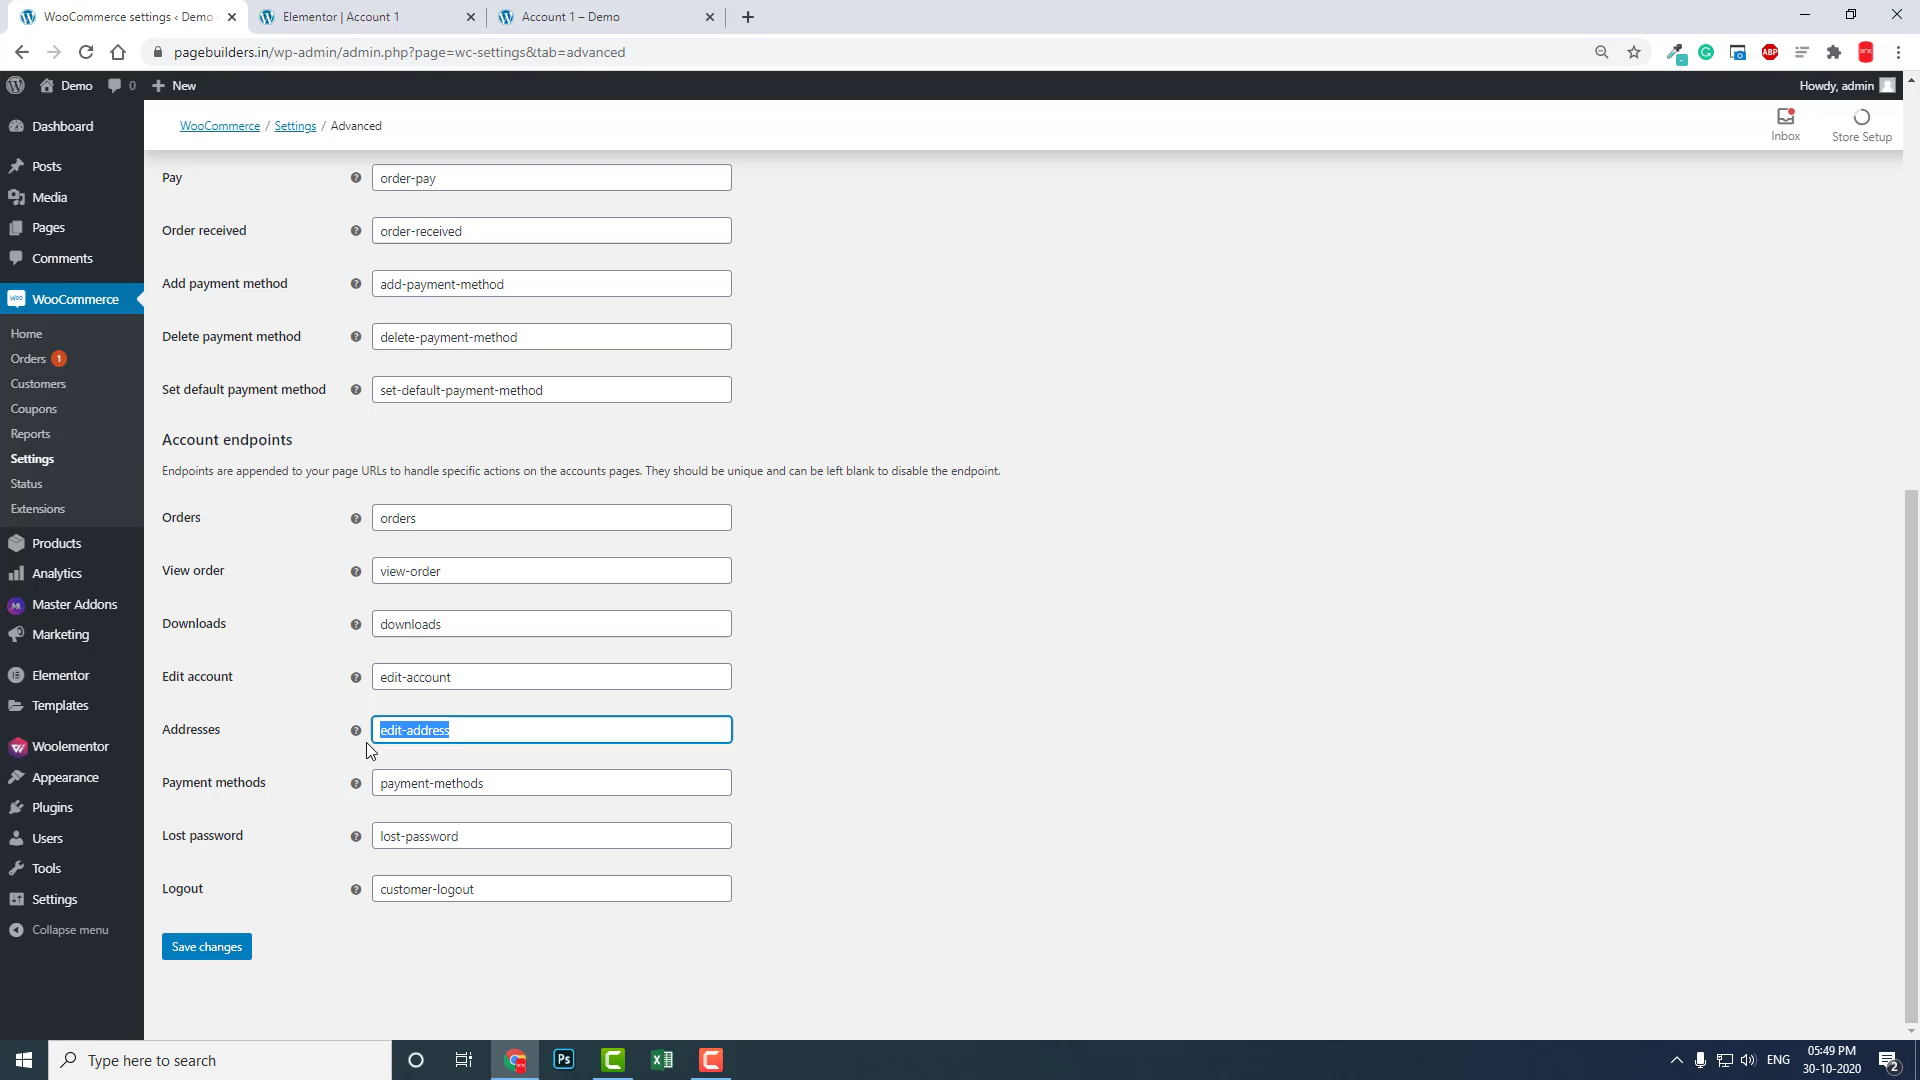 WooCommerce settings ‹ Demo
Elementor | Account 1
Account 1 – Demo
pagebuilders.in/wp-admin/admin.php?page=wc-settings&tab=advanced
ABP
Demo
0
New
Howdy, admin
Dashboard
Posts
Media
Pages
Comments
WooCommerce
Home
Orders 1
Customers
Coupons
Reports
Settings
Status
Extensions
Products
Analytics
Master Addons
Marketing
Elementor
Templates
Woolementor
Appearance
Plugins
Users
Tools
Settings
Collapse menu
WooCommerce / Settings / Advanced
Inbox
Store Setup
Pay
order-pay
Order received
order-received
Add payment method
add-payment-method
Delete payment method
delete-payment-method
Set default payment method
set-default-payment-method
Account endpoints
Endpoints are appended to your page URLs to handle specific actions on the accounts pages. They should be unique and can be left blank to disable the endpoint.
Orders
orders
View order
view-order
Downloads
downloads
Edit account
edit-account
Addresses
edit-address
Payment methods
payment-methods
Lost password
lost-password
Logout
customer-logout
Save changes
Type here to search
Ps
ENG
05:49 PM
30-10-2020
2